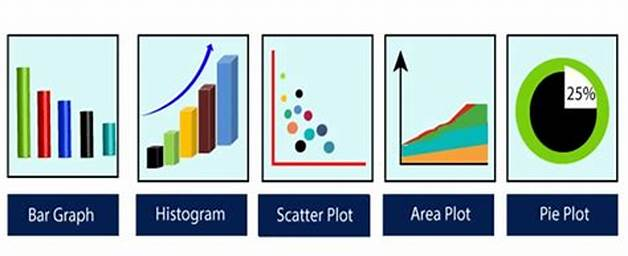 25%
Bar Graph
Histogram
Scatter Plot
Area Plot
Pie Plot